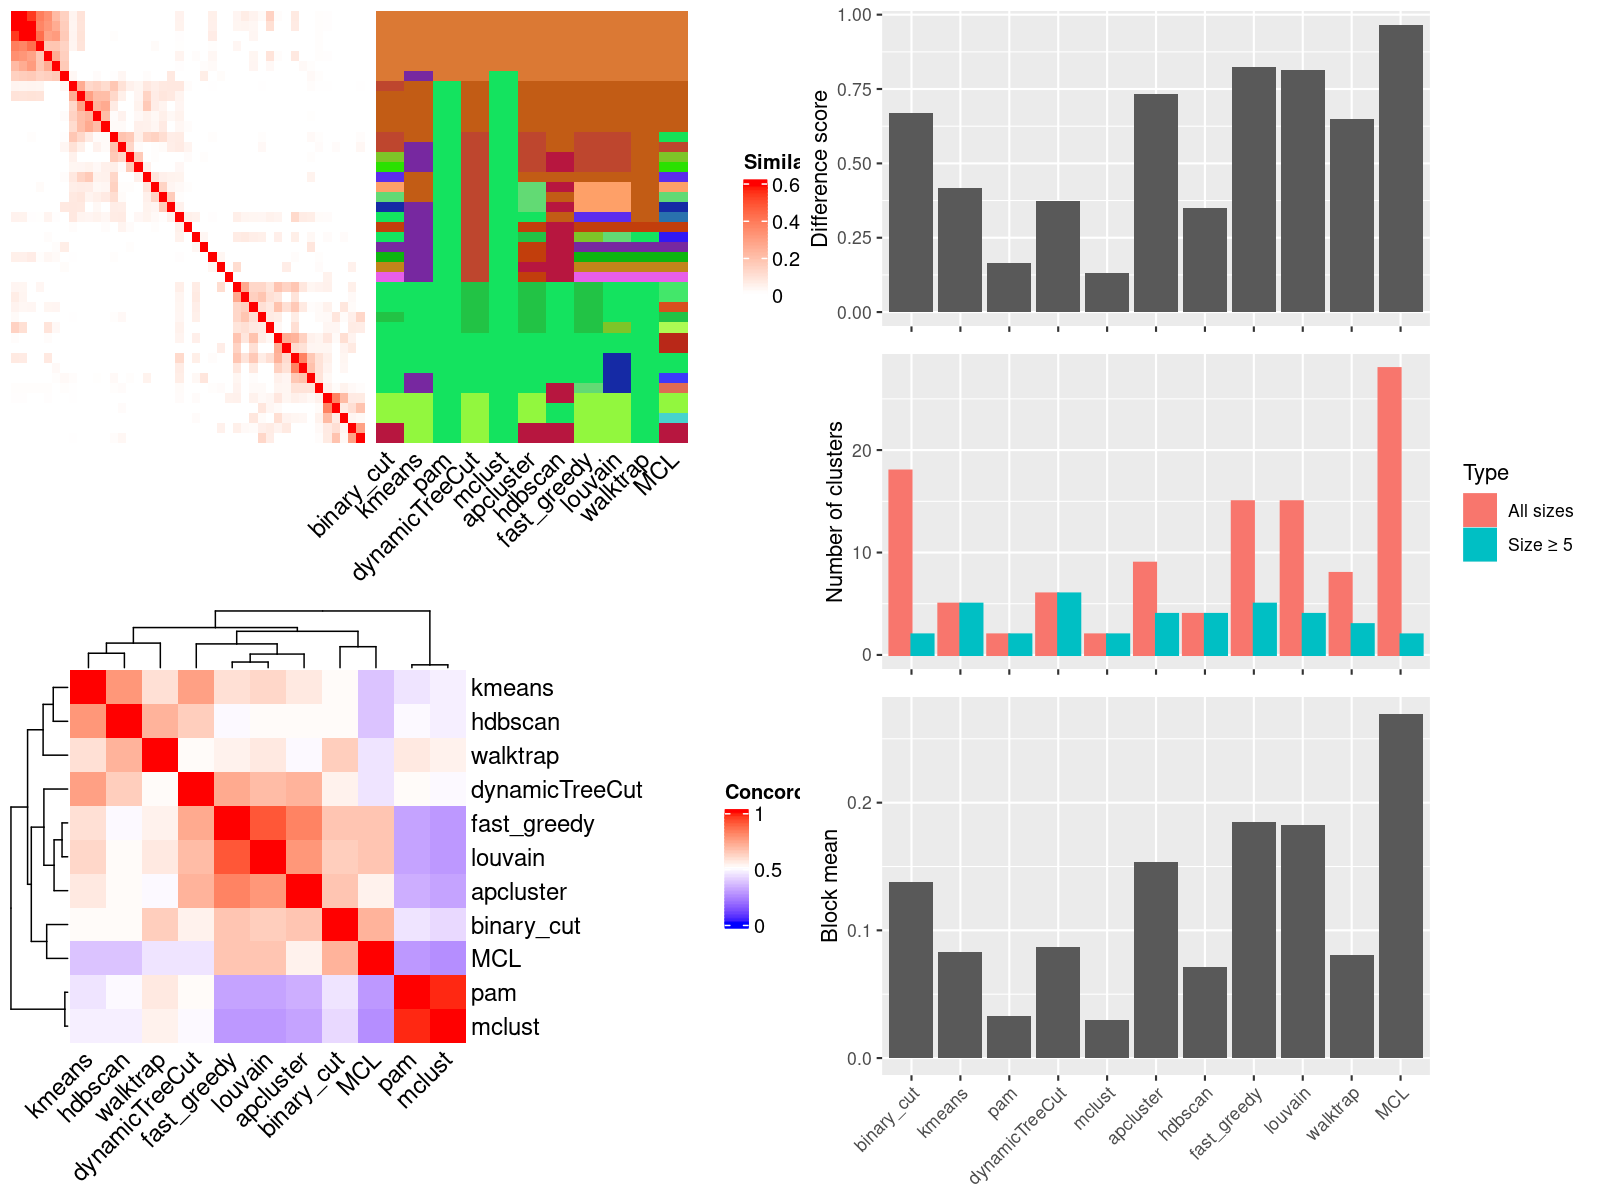 Simila
0.6
0.4
0.2
0
binary_cut
kmeans
pam
dynamicTreeCut
mclust
apcluster
hdbscan
fast_greedy
louvain
walktrap
MCL
kmeans
hdbscan
walktrap
dynamicTreeCut
fast_greedy
louvain
apcluster
binary_cut
MCL
pam
mclust
kmeans
hdbscan
walktrap
dynamicTreeCut
fast_greedy
louvain
apcluster
binary_cut
MCL
pam
mclust
Concord
1
0.5
0
Difference score
1.00
0.75
0.50
0.25
0.00
Number of clusters
20
10
0
Type
All sizes
Size ≥ 5
Block mean
0.2
0.1
0.0
binary_cut
kmeans
pam
dynamicTreeCut
mclust
apcluster
hdbscan
fast_greedy
louvain
walktrap
MCL